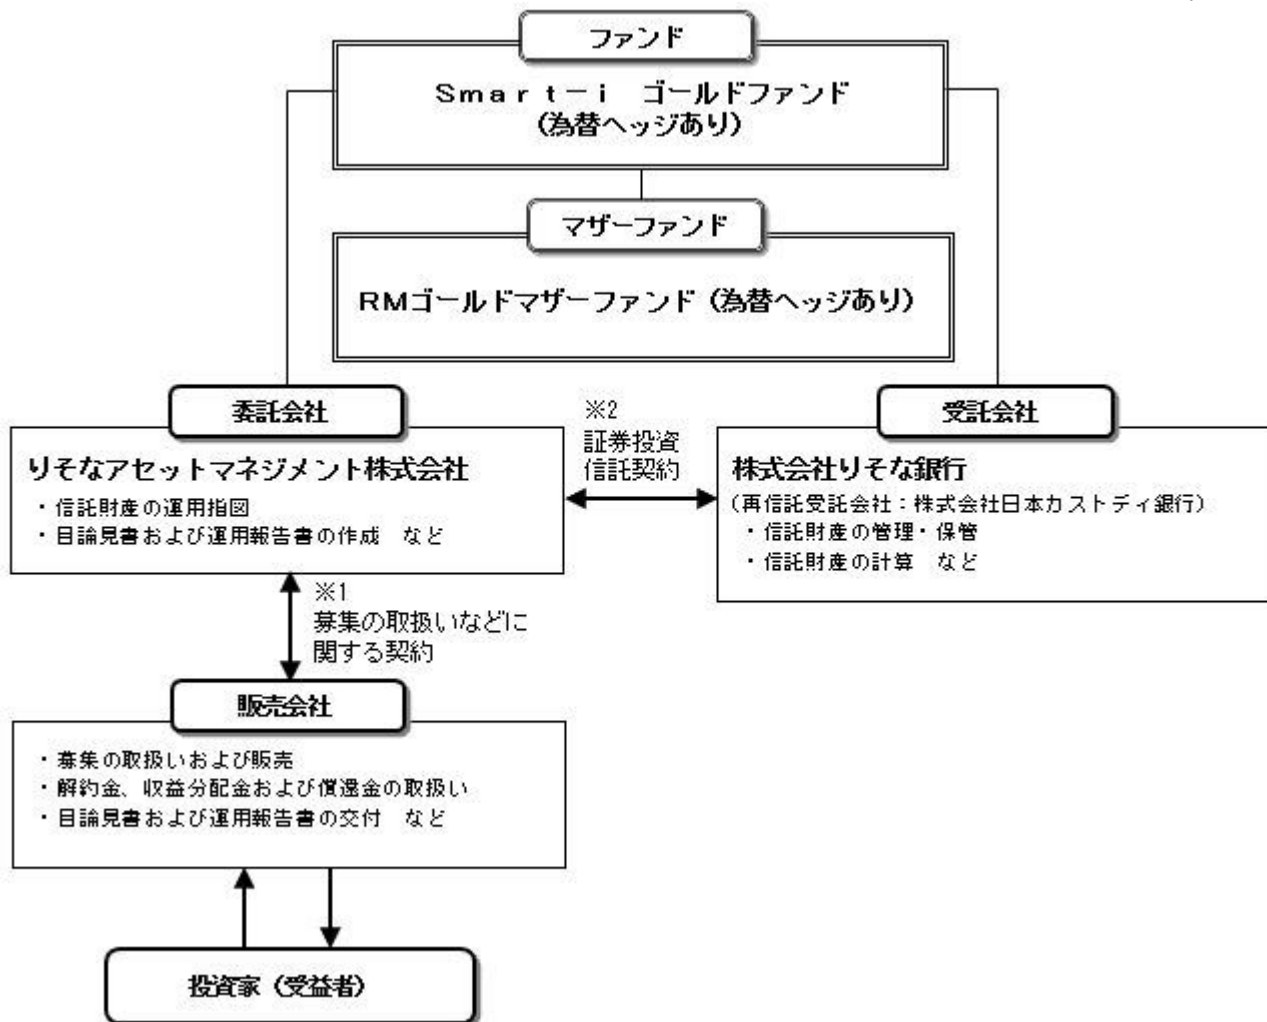 ファンド
Smart-i ゴールドファンド
(為替ヘッジあり)
マザーファンド
RMゴールドマザーファンド(為替ヘッジあり)
委託会社
りそなアセットマネジメント株式会社
・信託財産の運用指図
・目論見書および運用報告書の作成 など
※2
証券投資
信託契約
受託会社
株式会社りそな銀行
(再信託受託会社:株式会社日本カストディ銀行)
・信託財産の管理・保管
・信託財産の計算 など
※1
募集の取扱いなどに
関する契約
販売会社
・募集の取扱いおよび販売
・解約金、収益分配金および償還金の取扱い
・目論見書および運用報告書の交付 など
投資家(受益者)